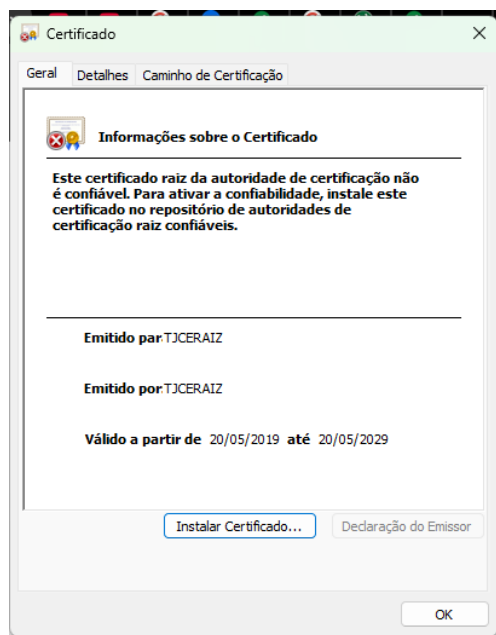 Certificado
Geral Detalhes Caminho de Certificação
Informações sobre o Certificado
Este certificado raiz da autoridade de certificação não
é confiável. Para ativar a confiabilidade, instale este
certificado no repositório de autoridades de
certificação raiz confiáveis.
Emitido par TJCERAIZ
Emitido por: TJCERAIZ
Válido a partir de 20/05/2019 até 20/05/2029
Instalar Certificado... Declaração do Emissor
OK